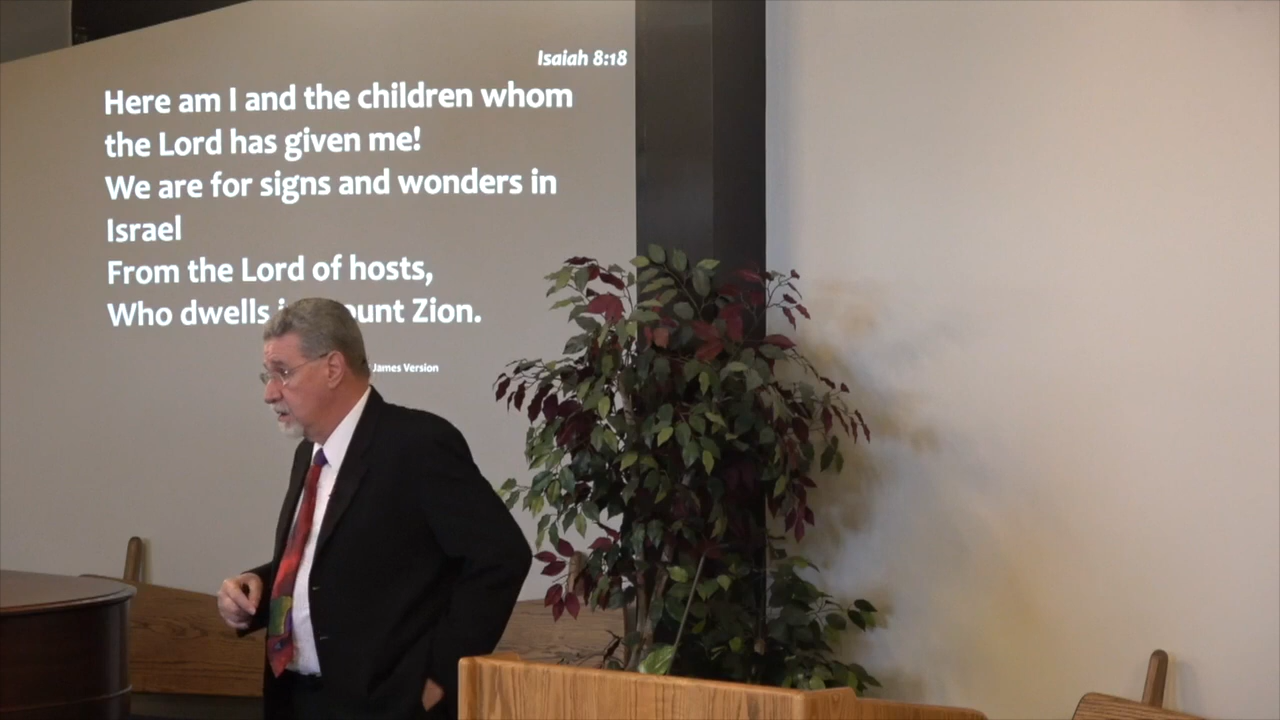 Isaiah 8:18
Here am I and the children whom
the Lord has given me!
We are for signs and wonders in
Israel
From the Lord of hosts,
Who dwells ount Zion.
James Version